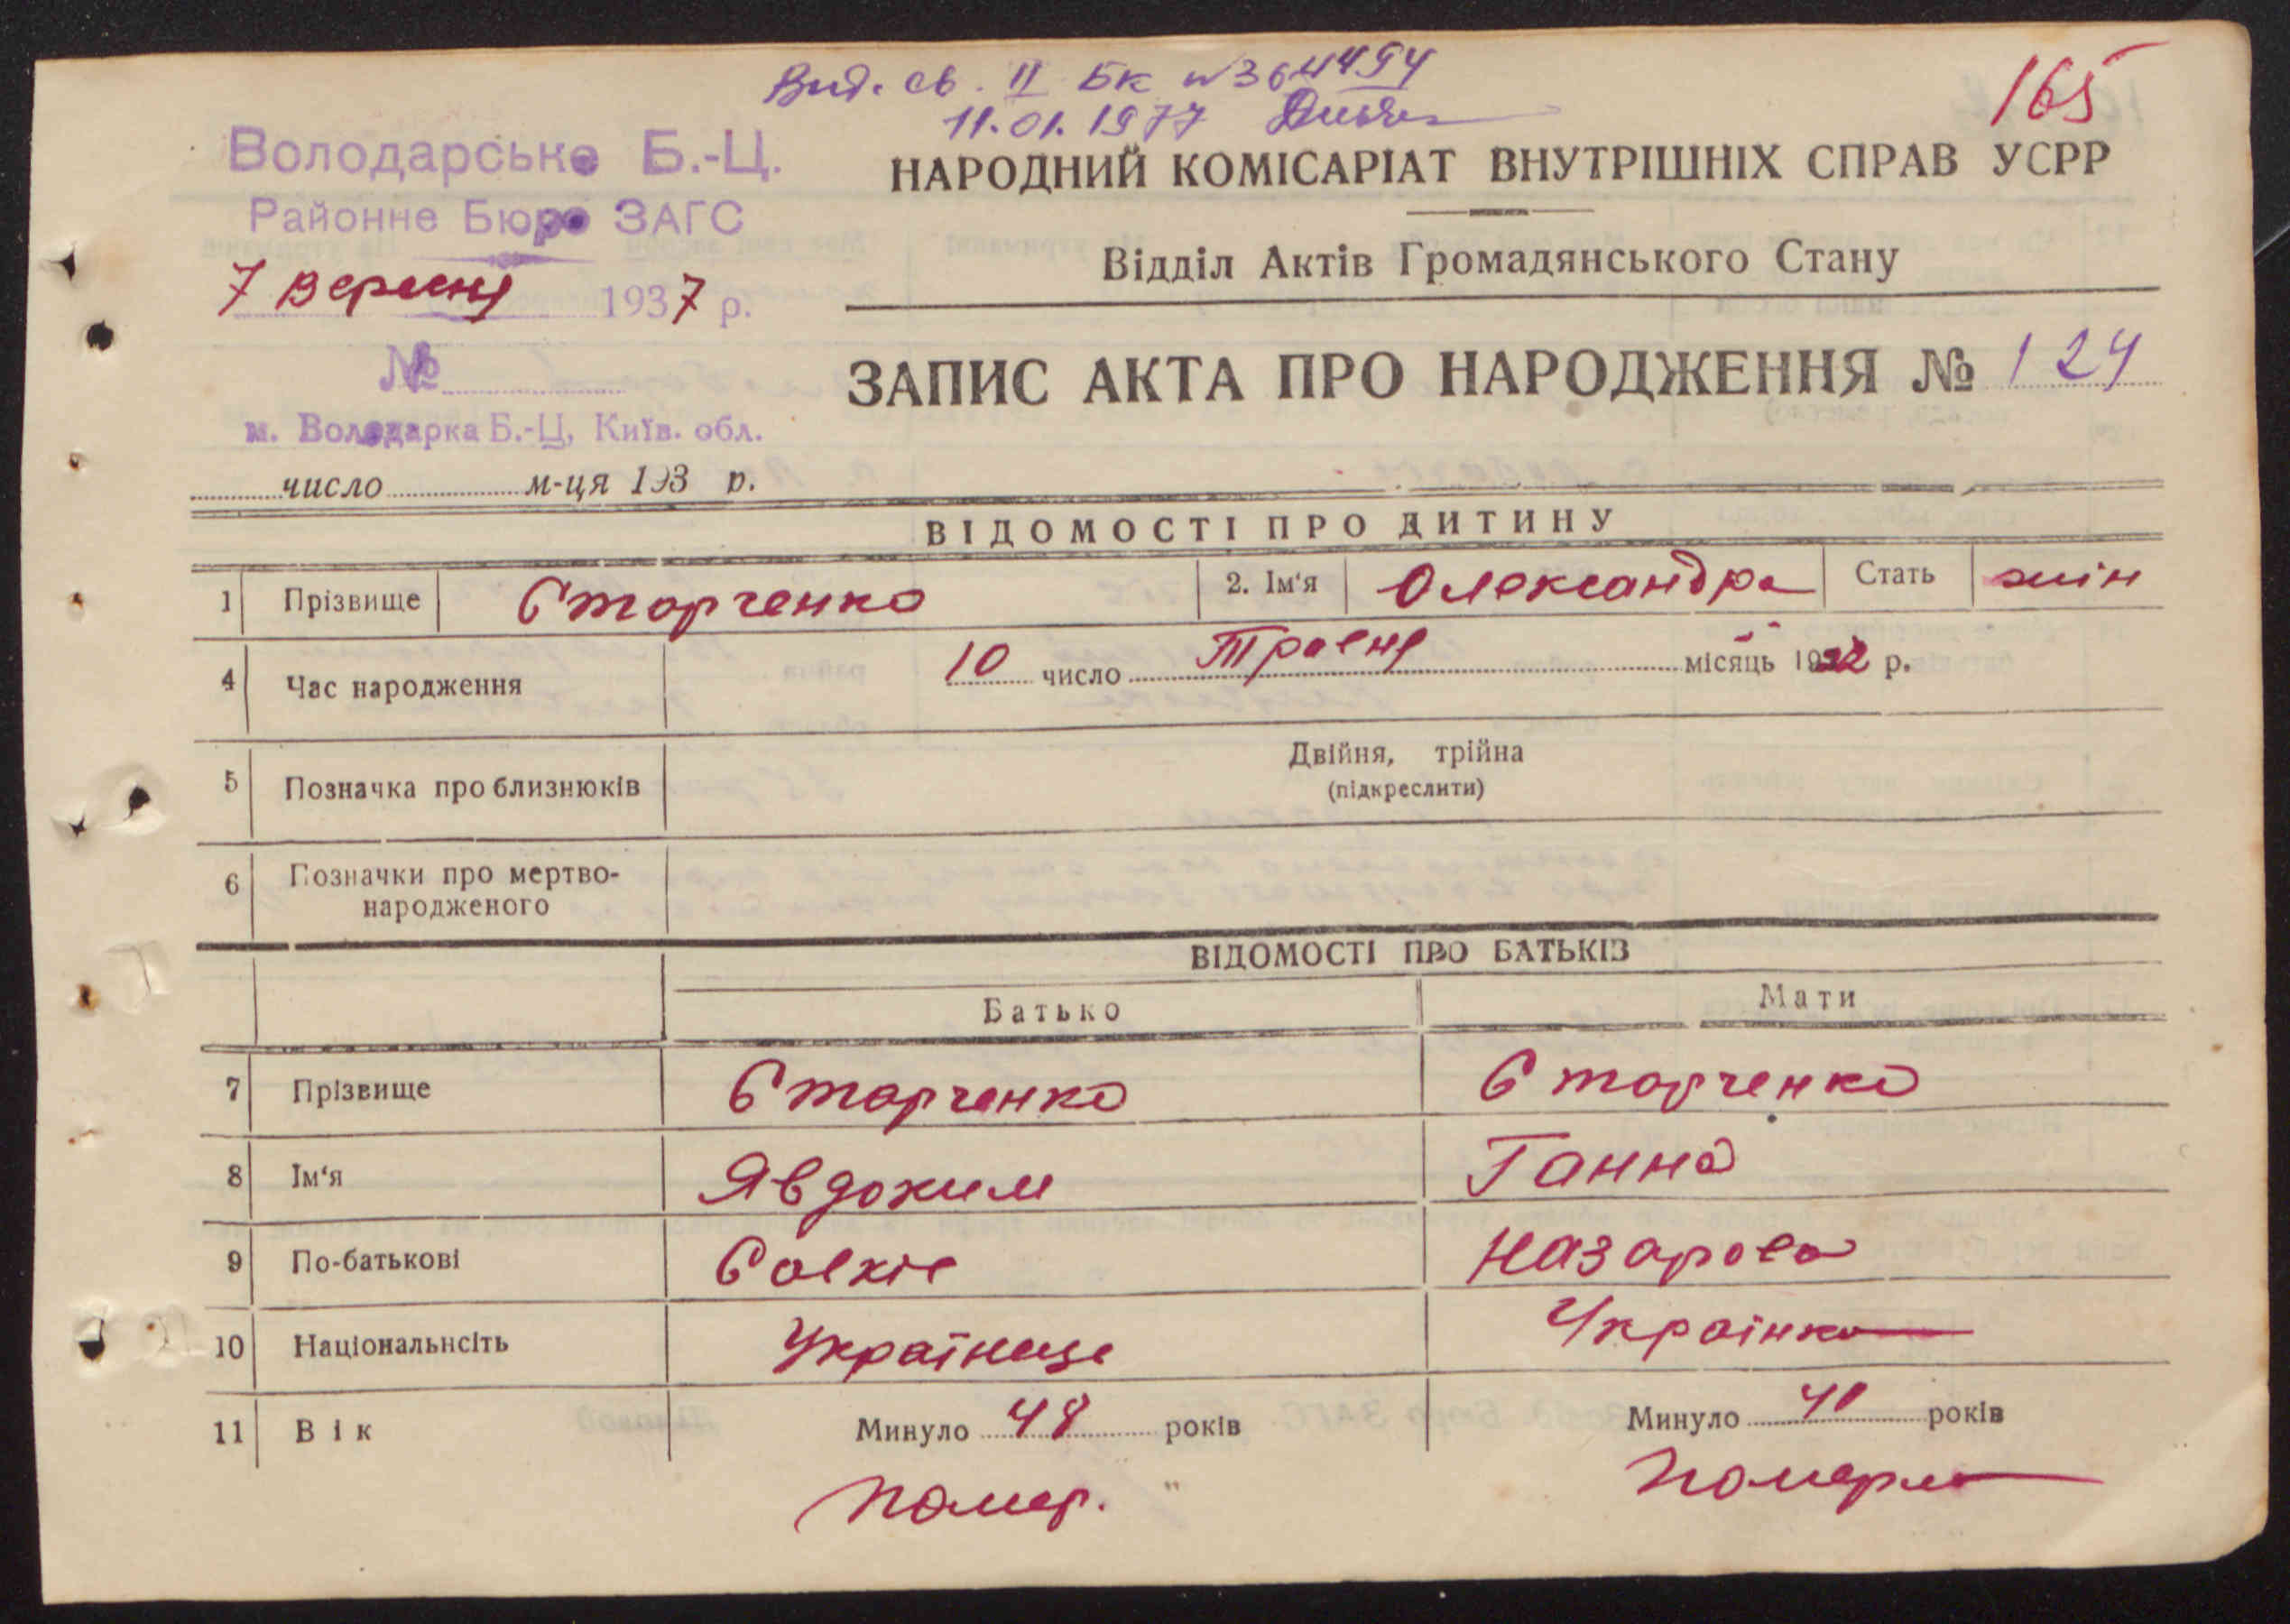 Вид. св. II БК № 364494
11.01.1977
165
Володарське Б.-Ц.
Районне Бюро ЗАГС
7 Вересня 1937 р.
№
м. Володарка Б.-Ц, Київ. обл.
число м-ця 193 р.
НАРОДНИЙ КОМІСАРІАТ ВНУТРІШНІХ СПРАВ УСРР
Відділ Актів Громадянського Стану
ЗАПИС АКТА ПРО НАРОДЖЕННЯ № 124
ВІДОМОСТІ ПРО ДИТИНУ
1 Прізвище Сторченко 2. Ім'я Олександра Стать жін
4 Час народження 10 число Травня місяць 1922 р.
5 Позначка про близнюків Двійня, трійна
(підкреслити)
6 Позначки про мертво-
народженого
ВІДОМОСТІ ПРО БАТЬКІВ
Батько Мати
7 Прізвище Сторченко Сторченко
8 Ім'я Явдоким Ганна
9 По-батькові Савків Назарова
10 Національнсіть Українець Українка
11 Вік Минуло 48 років Минуло 41 років
Помер. Померла